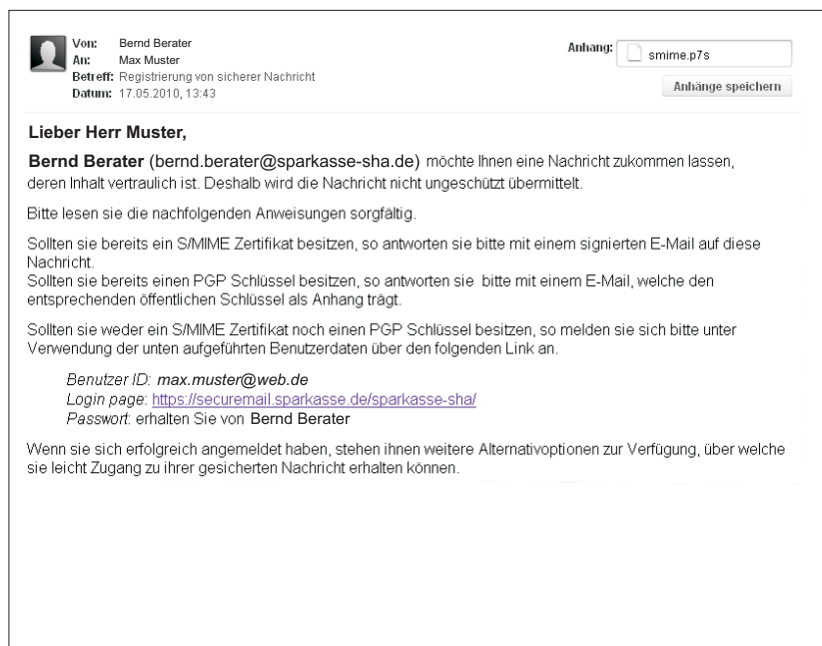 Von: Bernd Berater
An: Max Muster
Betreff: Registrierung von sicherer Nachricht
Datum: 17.05.2010, 13:43
Anhang: smime.p7s
Anhänge speichern
Lieber Herr Muster,
Bernd Berater (bernd.berater@sparkasse-sha.de) möchte Ihnen eine Nachricht zukommen lassen,
deren Inhalt vertraulich ist. Deshalb wird die Nachricht nicht ungeschützt übermittelt.
Bitte lesen sie die nachfolgenden Anweisungen sorgfältig.
Sollten sie bereits ein S/MIME Zertifikat besitzen, so antworten sie bitte mit einem signierten E-Mail auf diese
Nachricht.
Sollten sie bereits einen PGP Schlüssel besitzen, so antworten sie bitte mit einem E-Mail, welche den
entsprechenden öffentlichen Schlüssel als Anhang trägt.
Sollten sie weder ein S/MIME Zertifikat noch einen PGP Schlüssel besitzen, so melden sie sich bitte unter
Verwendung der unten aufgeführten Benutzerdaten über den folgenden Link an.
Benutzer ID: max.muster@web.de
Login page: https://securemail.sparkasse.de/sparkasse-sha/
Passwort: erhalten Sie von Bernd Berater
Wenn sie sich erfolgreich angemeldet haben, stehen ihnen weitere Alternativoptionen zur Verfügung, über welche
sie leicht Zugang zu ihrer gesicherten Nachricht erhalten können.